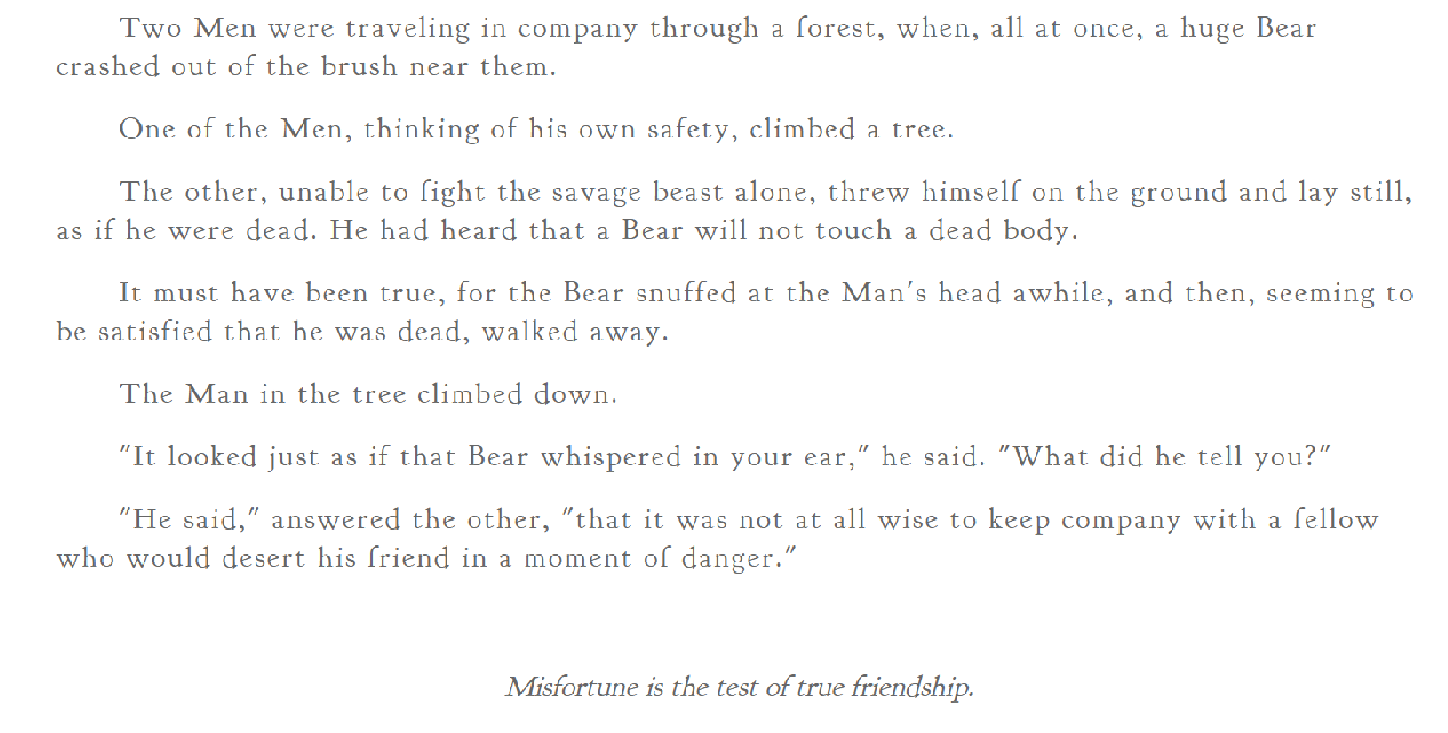 Two Men were traveling in company through a forest, when, all at once, a huge Bear
crashed out of the brush near them.
One of the Men, thinking of his own safety, climbed a tree.
The other, unable to fight the savage beast alone, threw himself on the ground and lay still,
as if he were dead. He had heard that a Bear will not touch a dead body.
It must have been true, for the Bear snuffed at the Man's head awhile, and then, seeming to
be satisfied that he was dead, walked away.
The Man in the tree climbed down.
"It looked just as if that Bear whispered in your ear," he said. "What did he tell you?"
"He said," answered the other, "that it was not at all wise to keep company with a fellow
who would desert his friend in a moment of danger."
Misfortune is the test of true friendship.